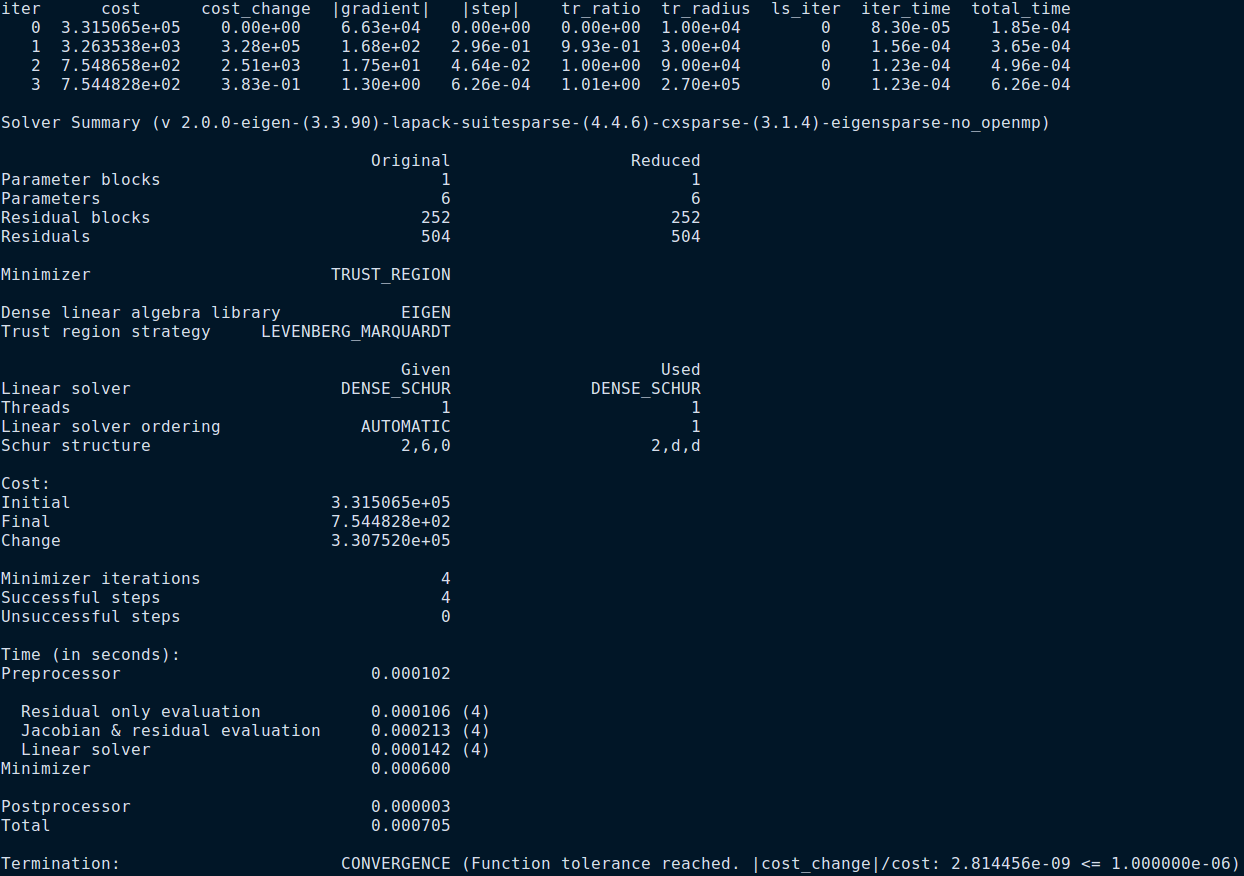 iter      cost      cost_change  |gradient|   |step|    tr_ratio  tr_radius  ls_iter  iter_time  total_time
   0  3.315065e+05    0.00e+00    6.63e+04   0.00e+00   0.00e+00  1.00e+04        0    8.30e-05    1.85e-04
   1  3.263538e+03    3.28e+05    1.68e+02   2.96e-01   9.93e-01  3.00e+04        0    1.56e-04    3.65e-04
   2  7.548658e+02    2.51e+03    1.75e+01   4.64e-02   1.00e+00  9.00e+04        0    1.23e-04    4.96e-04
   3  7.544828e+02    3.83e-01    1.30e+00   6.26e-04   1.01e+00  2.70e+05        0    1.23e-04    6.26e-04

Solver Summary (v 2.0.0-eigen-(3.3.90)-lapack-suitesparse-(4.4.6)-cxsparse-(3.1.4)-eigensparse-no_openmp)

                                     Original                  Reduced
Parameter blocks                            1                        1
Parameters                                  6                        6
Residual blocks                           252                      252
Residuals                                 504                      504

Minimizer                        TRUST_REGION

Dense linear algebra library            EIGEN
Trust region strategy     LEVENBERG_MARQUARDT

                                        Given                     Used
Linear solver                     DENSE_SCHUR              DENSE_SCHUR
Threads                                     1                        1
Linear solver ordering              AUTOMATIC                        1
Schur structure                         2,6,0                    2,d,d

Cost:
Initial                          3.315065e+05
Final                            7.544828e+02
Change                           3.307520e+05

Minimizer iterations                        4
Successful steps                            4
Unsuccessful steps                          0

Time (in seconds):
Preprocessor                         0.000102

  Residual only evaluation           0.000106 (4)
  Jacobian & residual evaluation     0.000213 (4)
  Linear solver                      0.000142 (4)
Minimizer                            0.000600

Postprocessor                        0.000003
Total                                0.000705

Termination:                      CONVERGENCE (Function tolerance reached. |cost_change|/cost: 2.814456e-09 <= 1.000000e-06)